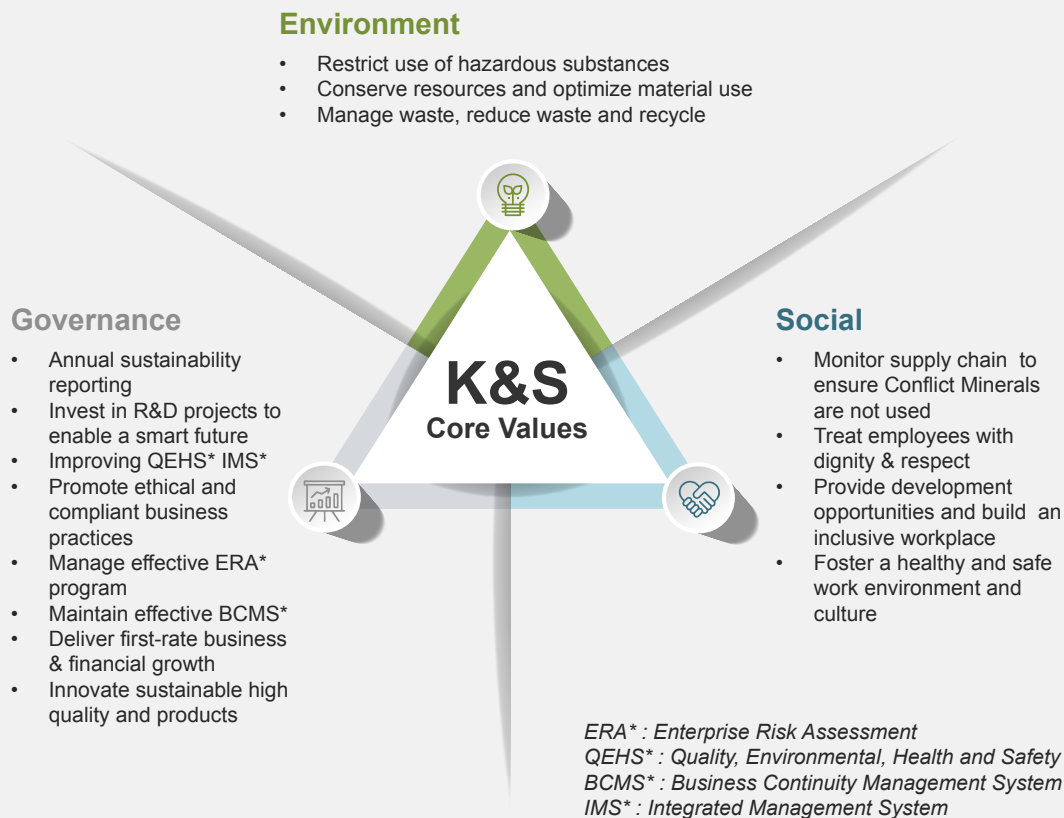 Environment
• Restrict use of hazardous substances
• Conserve resources and optimize material use
• Manage waste, reduce waste and recycle
Governance
• Annual sustainability
reporting
• Invest in R&D projects to
enable a smart future
• Improving QEHS* IMS*
• Promote ethical and
compliant business
practices
• Manage effective ERA*
program
• Maintain effective BCMS*
• Deliver first-rate business
& financial growth
• Innovate sustainable high
quality and products
K&S
Core Values
Social
• Monitor supply chain to
ensure Conflict Minerals
are not used
• Treat employees with
dignity & respect
• Provide development
opportunities and build an
inclusive workplace
• Foster a healthy and safe
work environment and
culture
ERA* : Enterprise Risk Assessment
QEHS* : Quality, Environmental, Health and Safety
BCMS* : Business Continuity Management System
IMS* : Integrated Management System